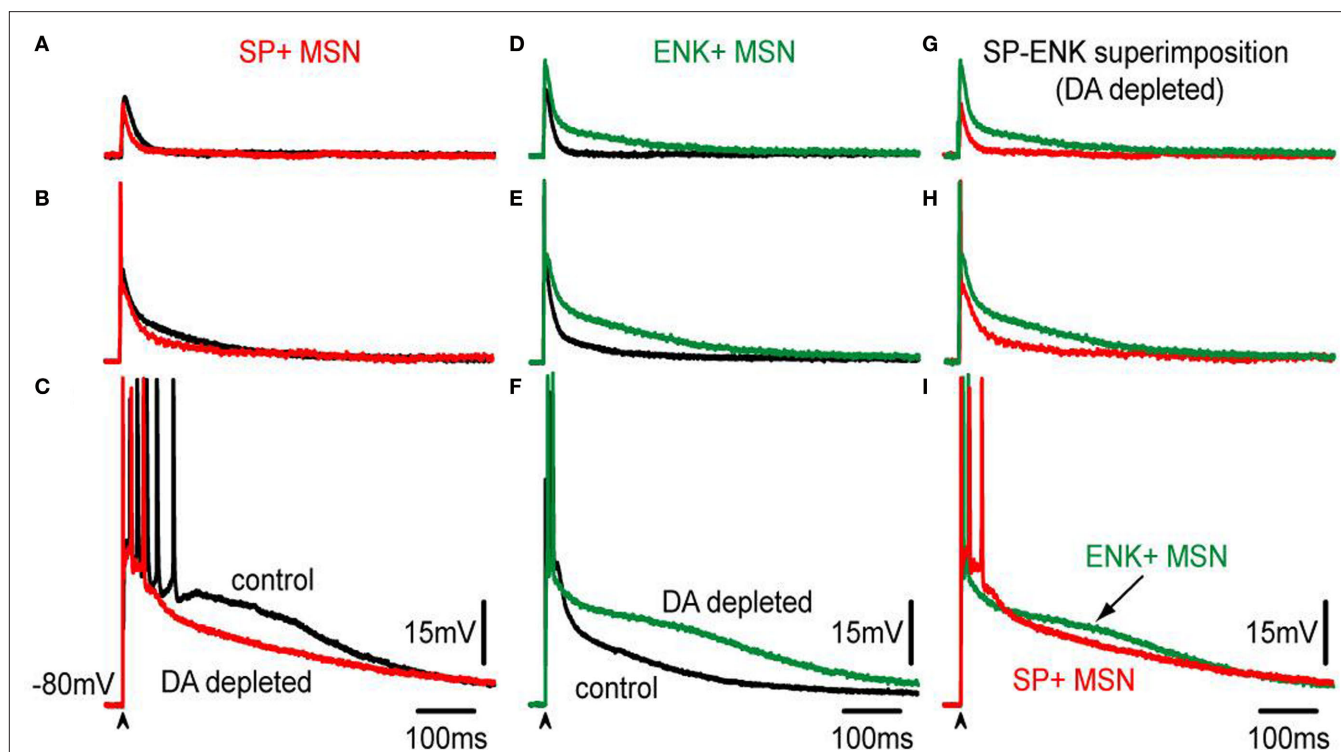 A
SP+ MSN
D
ENK+ MSN
G
SP-ENK superimposition
(DA depleted)
B
E
H
C
control
DA depleted
-80mV
15mV
100ms
F
DA depleted
control
15mV
100ms
I
ENK+ MSN
SP+ MSN
15mV
100ms